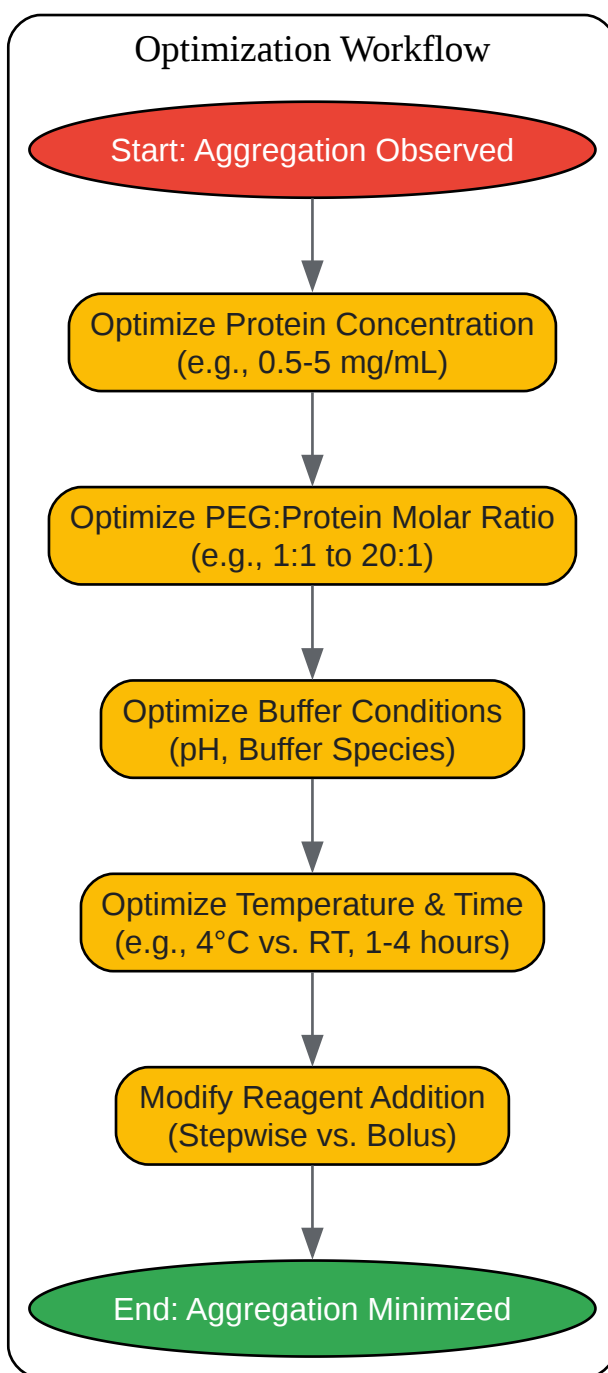 Optimization Workflow
Start: Aggregation Observed
Optimize Protein Concentration
(e.g., 0.5-5 mg/mL)
Optimize PEG:Protein Molar Ratio
(e.g., 1:1 to 20:1)
Optimize Buffer Conditions
(pH, Buffer Species)
Optimize Temperature & Time
(e.g., 4°C vs. RT, 1-4 hours)
Modify Reagent Addition
(Stepwise vs. Bolus)
End: Aggregation Minimized